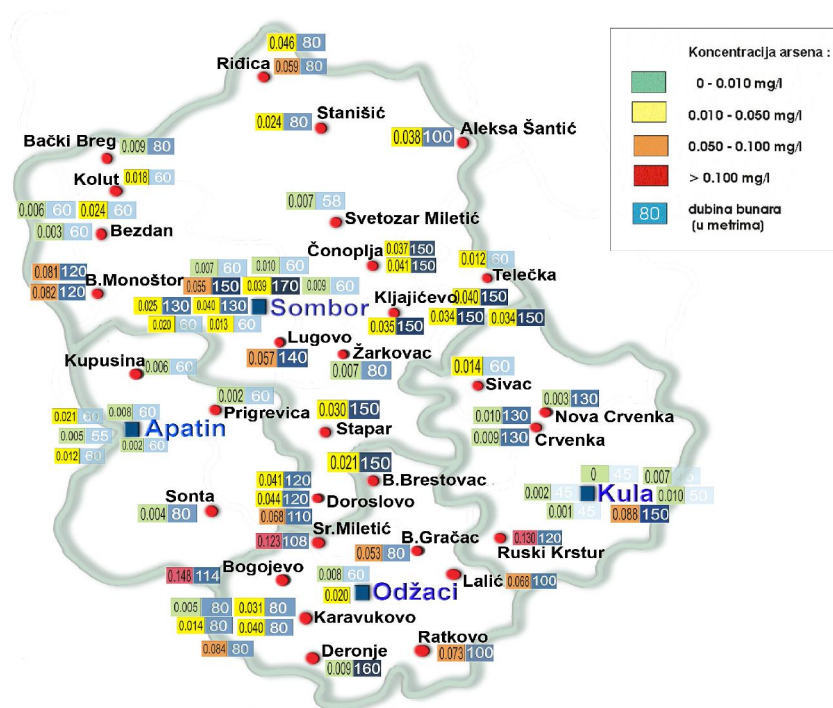 0.046 80
Riđica
0.059 80
Koncentracija arsena :
0 - 0.010 mg/l
0.010 - 0.050 mg/l
0.050 - 0.100 mg/l
> 0.100 mg/l
80 dubina bunara
(u metrima)
0.024 80
Stanišić
0.038 100
Aleksa Šantić
Bački Breg
0.009 80
Kolut
0.018 60
0.006 60 0.024 60
0.003 60
Bezdan
0.007 58
Svetozar Miletić
Čonoplja
0.037 150
0.041 150
0.012 60
Telečka
0.081 120
0.082 120
B.Monoštor
0.007 60 0.010 60
0.055 150 0.039 170 0.009 60
0.025 130 0.040 130
Sombor
0.020 60 0.013 60
Kljajićevo
0.035 150
0.040 150
0.034 150 0.034 150
Lugovo
0.057 140
Žarkovac
0.007 80
Kupusina
0.006 60
0.014 60
Sivac
0.002 60
Prigrevica
0.003 130
Nova Crvenka
0.010 130
Crvenka
0.009 130
0.021 60 0.008 60
0.005 55
Apatin
0.002 60
0.012 60
0.030 150
Stapar
0.021 150
B.Brestovac
0 45 0.007 45
0.002 45
Kula
0.010 50
0.001 45 0.088 150
0.041 120
0.044 120
Doroslovo
0.068 110
Sonta
0.004 80
Sr.Miletić
0.123 108
B.Gračac
0.053 80
0.130 120
Ruski Krstur
Bogojevo
0.148 114
0.008 60
Odžaci
0.020
Lalić
0.068 100
0.005 80 0.031 80
0.014 80 0.040 80
Karavukovo
0.084 80
Deronje
0.009 160
Ratkovo
0.073 100